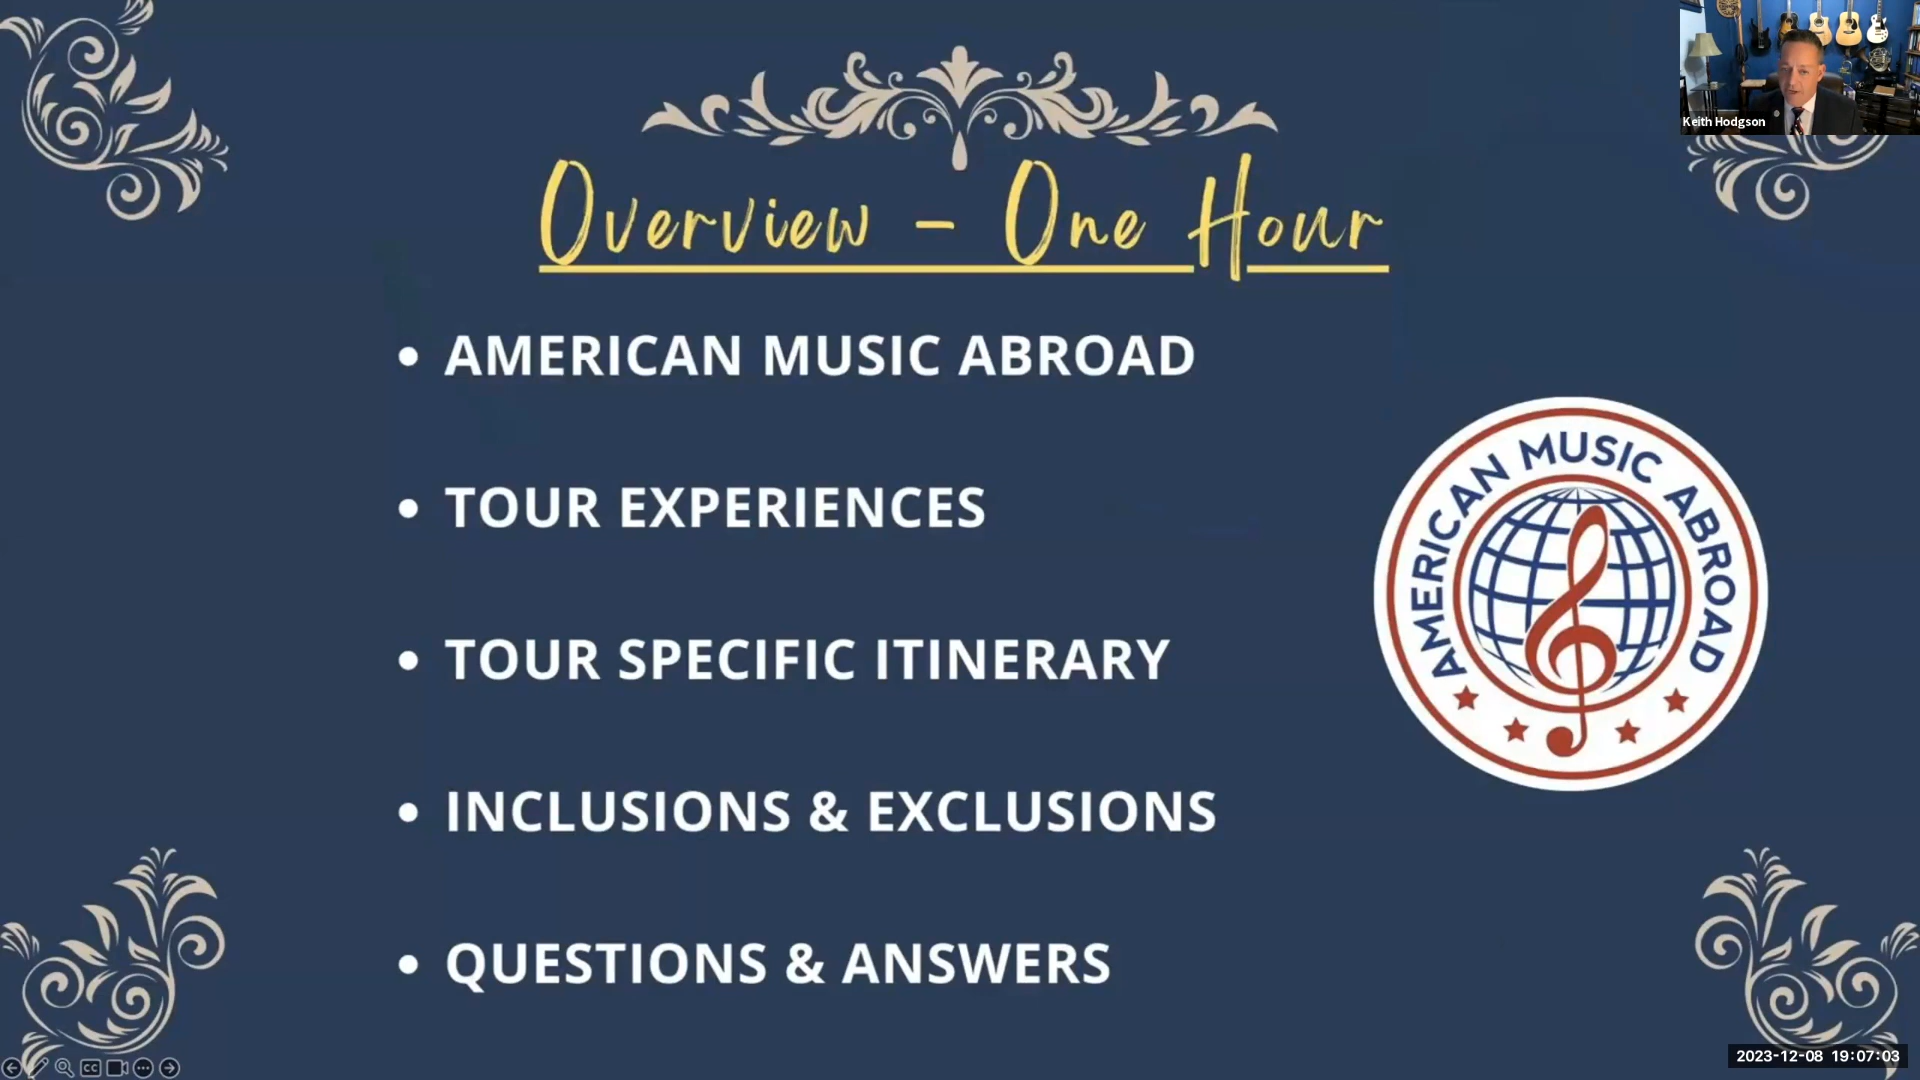 Keith Hodgson
Overview - One Hour
• AMERICAN MUSIC ABROAD
• TOUR EXPERIENCES
• TOUR SPECIFIC ITINERARY
• INCLUSIONS & EXCLUSIONS
• QUESTIONS & ANSWERS
AMERICAN MUSIC ABROAD
CC
2023-12-08 19:07:03